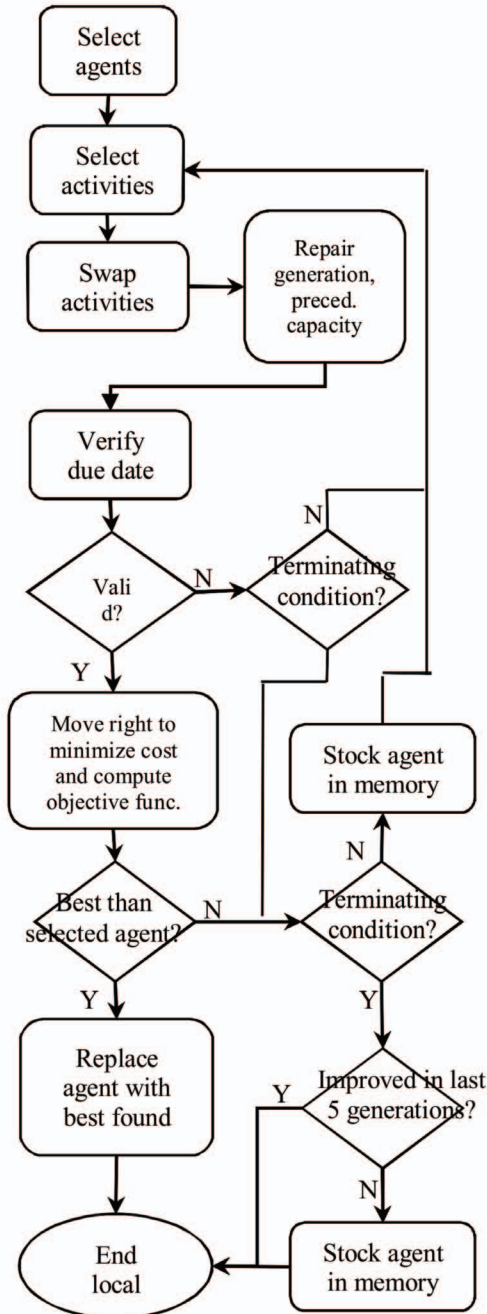 Select
agents
Select
activities
Swap
activities
Repair
generation,
preced.
capacity
Verify
due date
N
Vali
d?
N
Terminating
condition?
Y
Move right to
minimize cost
and compute
objective func.
Stock agent
in memory
N
Best than
selected agent?
N
Terminating
condition?
Y
Y
Replace
agent with
best found
Y
Improved in last
5 generations?
N
End
local
Stock agent
in memory